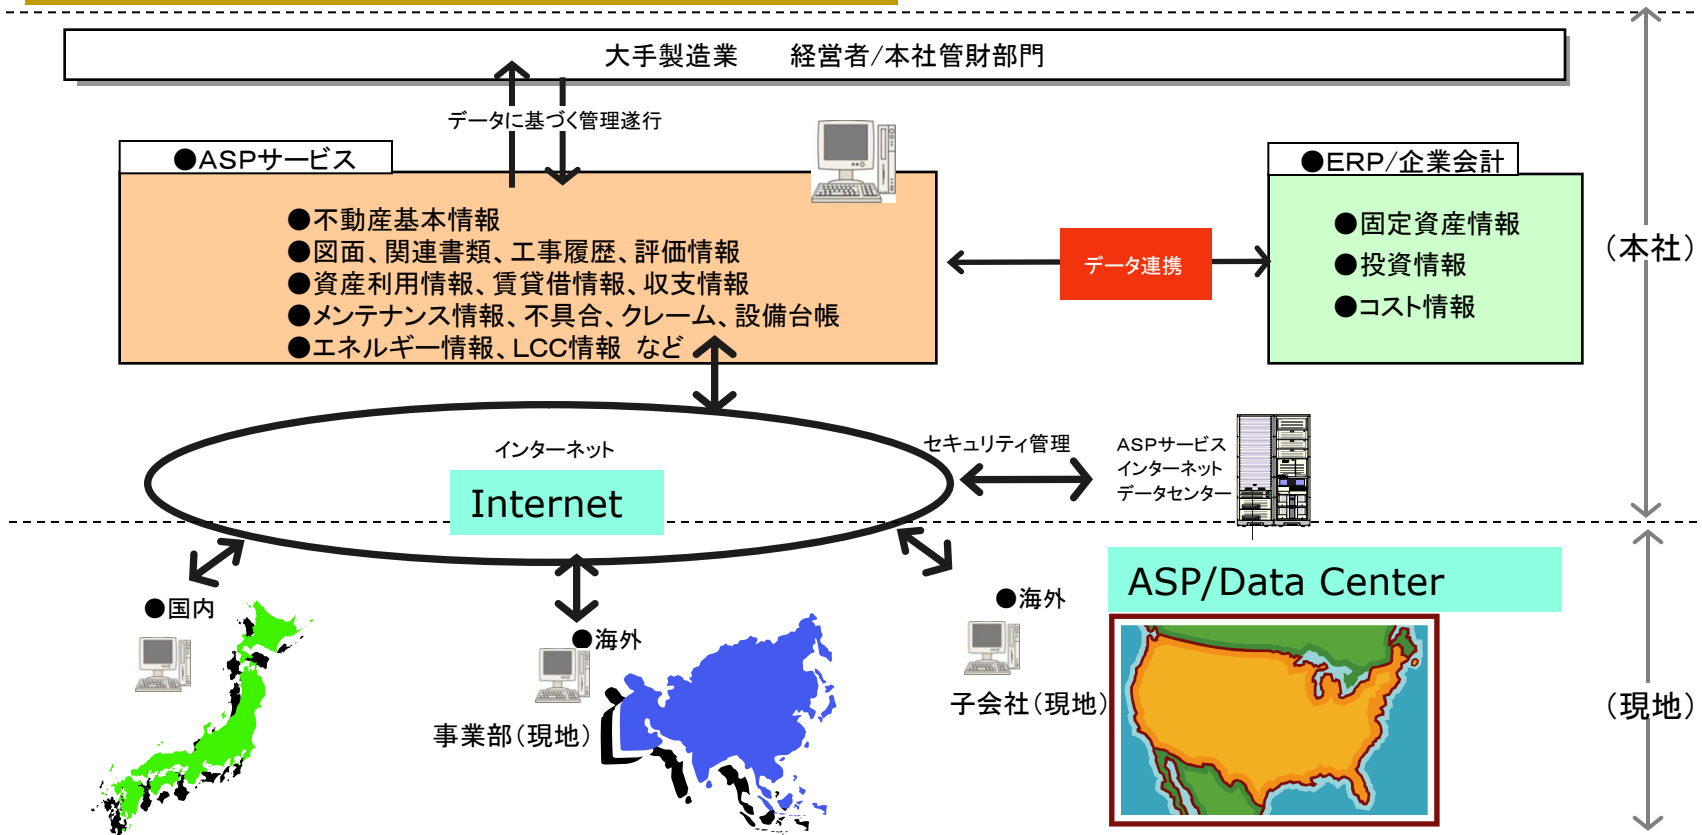 大手製造業　　経営者/本社管財部門
データに基づく管理遂行
●ASPサービス
●不動産基本情報
●図面、関連書類、工事履歴、評価情報
●資産利用情報、賃貸借情報、収支情報
●メンテナンス情報、不具合、クレーム、設備台帳
●エネルギー情報、LCC情報 など
データ連携
●ERP/企業会計
●固定資産情報
●投資情報
●コスト情報
（本社）
インターネット
Internet
セキュリティ管理
ASPサービス
インターネット
データセンター
ASP/Data Center
●国内
●海外
事業部（現地）
●海外
子会社（現地）
（現地）